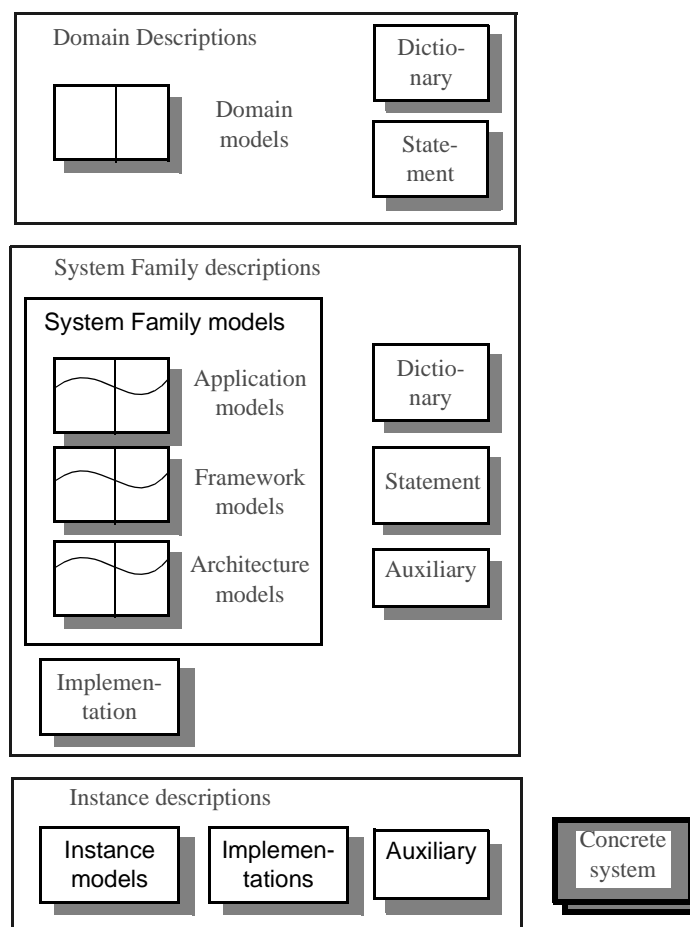 Domain Descriptions
Dictio-
nary
Domain
models
State-
ment
System Family descriptions
System Family models
Application
models
Dictio-
nary
Framework
models
Statement
Architecture
models
Auxiliary
Implemen-
tation
Instance descriptions
Instance
models
Implemen-
tations
Auxiliary
Concrete
system